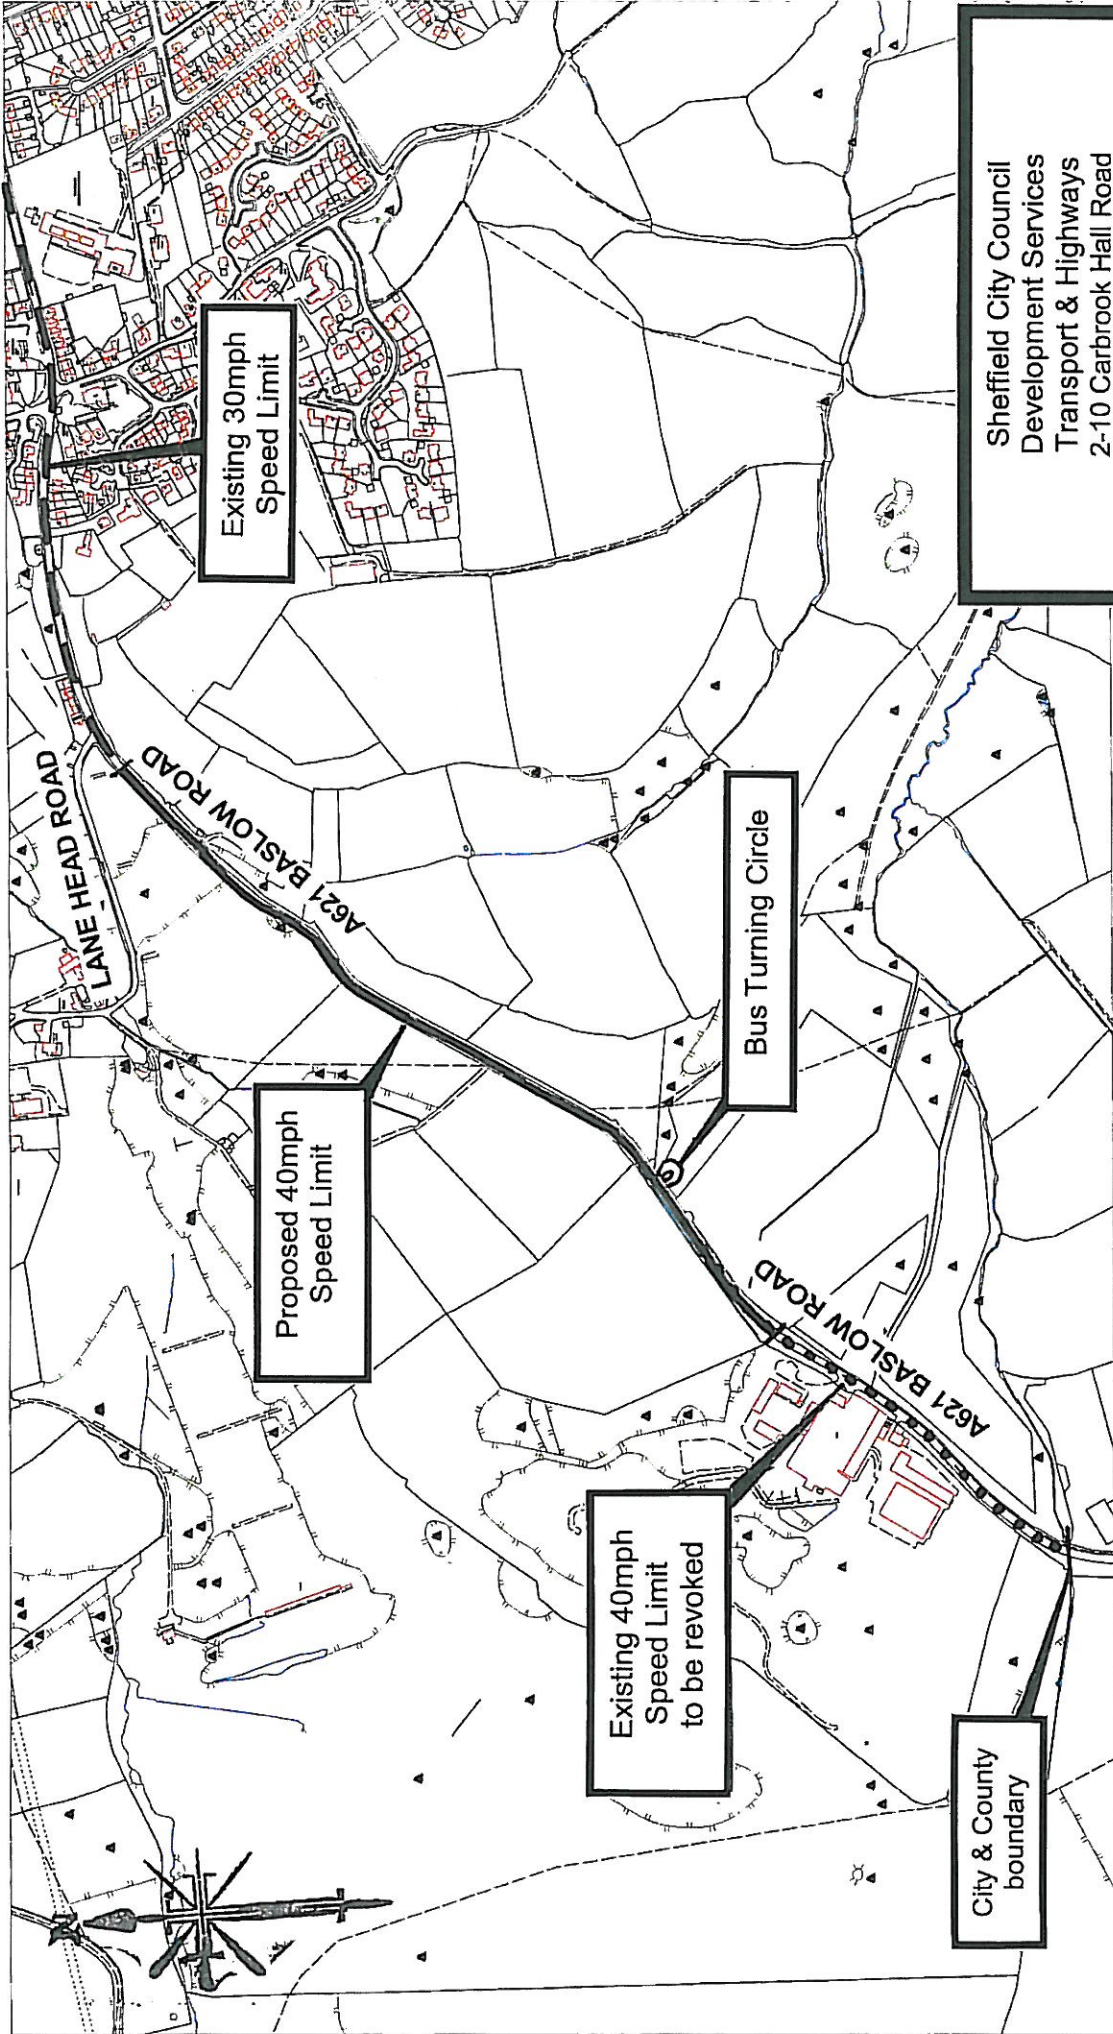 LANE HEAD ROAD
Existing 30mph
Speed Limit
A621 BASLOW ROAD
Proposed 40mph
Speed Limit
Bus Turning Circle
A621 BASLOW ROAD
Existing 40mph
Speed Limit
to be revoked
City & County
boundary
Sheffield City Council
Development Services
Transport & Highways
2-10 Carbrook Hall Road